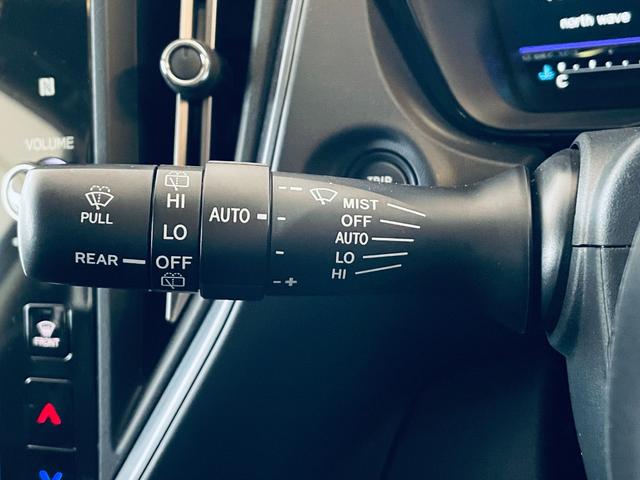 north wave
C
N
VOLUME
TRIP
PULL
REAR
HI
LO
OFF
AUTO
-- 
-
-
-+
MIST
OFF
AUTO
LO
HI
FRONT